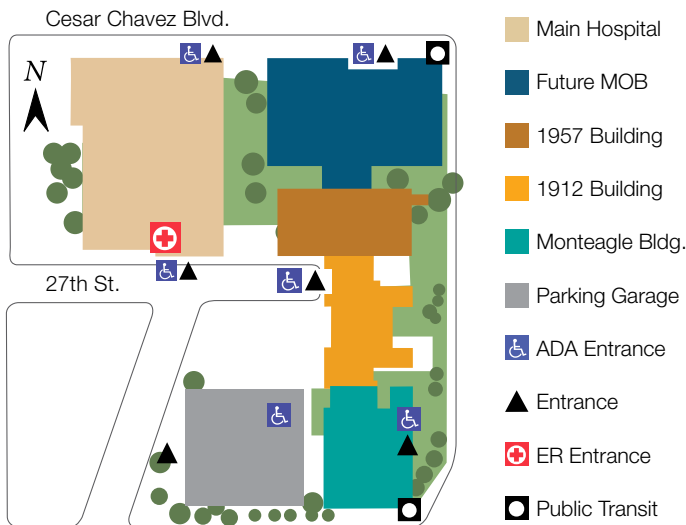 Cesar Chavez Blvd.
N
27th St.
Main Hospital
Future MOB
1957 Building
1912 Building
Monteagle Bldg.
Parking Garage
ADA Entrance
Entrance
ER Entrance
Public Transit